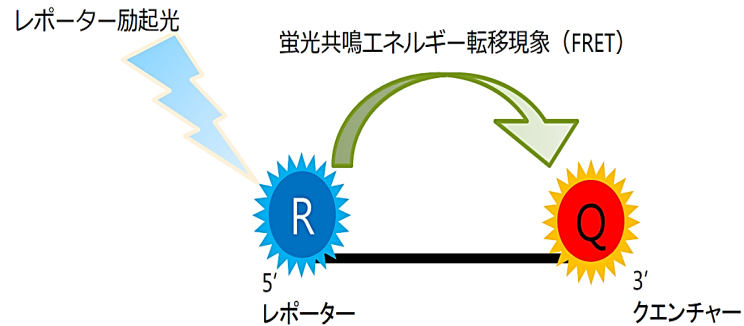 レポーター励起光
蛍光共鳴エネルギー転移現象（FRET）
R
Q
5′
3′
レポーター
クエンチャー